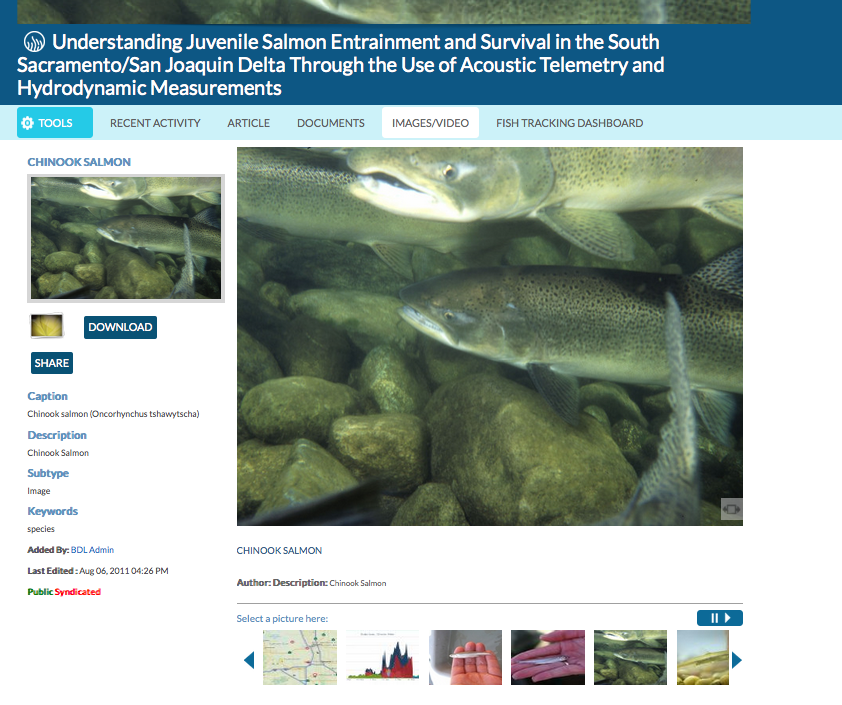 Understanding Juvenile Salmon Entrainment and Survival in the South
Sacramento/San Joaquin Delta Through the Use of Acoustic Telemetry and
Hydrodynamic Measurements
TOOLS RECENT ACTIVITY ARTICLE DOCUMENTS IMAGES/VIDEO FISH TRACKING DASHBOARD
CHINOOK SALMON
DOWNLOAD
SHARE
Caption
Chinook salmon (Oncorhynchus tshawytscha)
Description
Chinook Salmon
Subtype
Image
Keywords
species
Added By: BDL Admin
Last Edited : Aug 06, 2011 04:26 PM
Public Syndicated
CHINOOK SALMON
Author: Description: Chinook Salmon
Select a picture here: